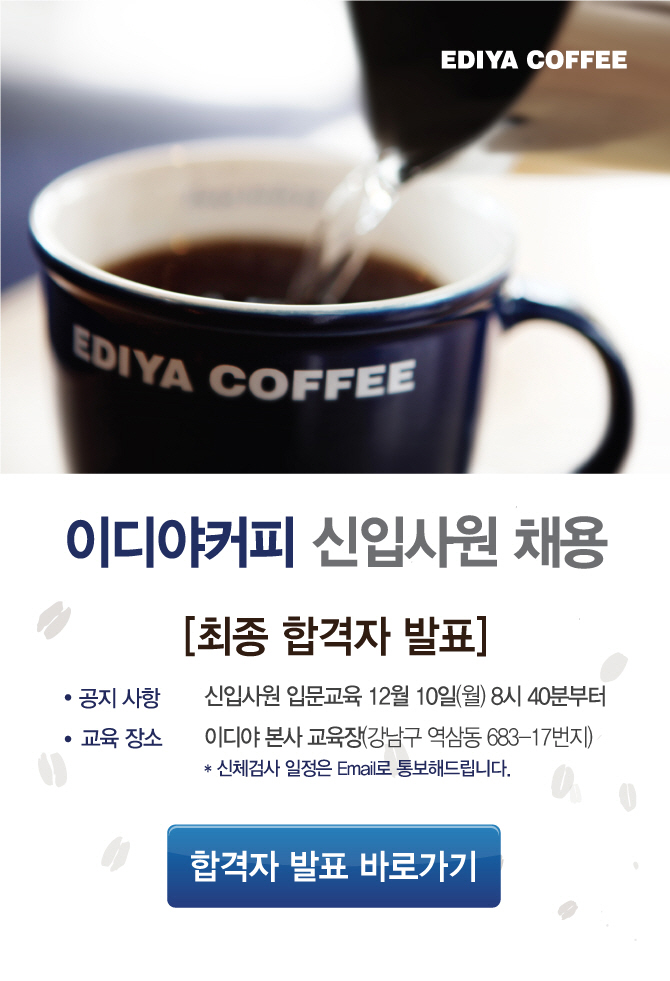 EDIYA COFFEE
EDIYA COFFEE
이디야커피 신입사원 채용
[최종 합격자 발표]
• 공지 사항 신입사원 입문교육 12월 10일(월) 8시 40분부터
• 교육 장소 이디야 본사 교육장(강남구 역삼동 683-17번지)
* 신체검사 일정은 Email로 통보해드립니다.
합격자 발표 바로가기